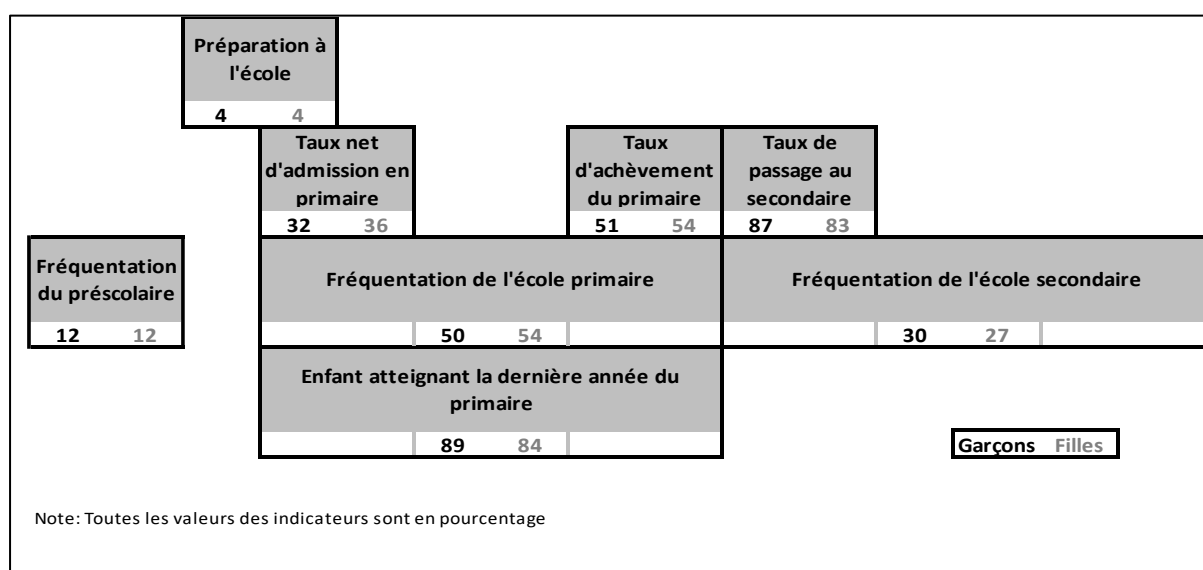 Préparation à
l'école
4 4
Taux net
d'admission en
primaire
32 36
Taux
d'achèvement
du primaire
51 54
Taux de
passage au
secondaire
87 83
Fréquentation
du préscolaire
12 12
Fréquentation de l'école primaire
50 54
Fréquentation de l'école secondaire
30 27
Enfant atteignant la dernière année du
primaire
89 84
Garçons Filles
Note: Toutes les valeurs des indicateurs sont en pourcentage